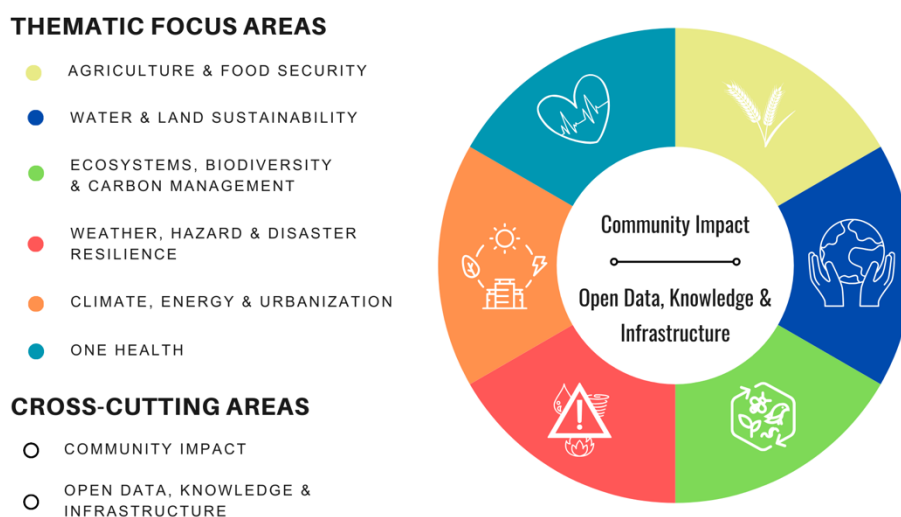 THEMATIC FOCUS AREAS
AGRICULTURE & FOOD SECURITY
WATER & LAND SUSTAINABILITY
ECOSYSTEMS, BIODIVERSITY
& CARBON MANAGEMENT
WEATHER, HAZARD & DISASTER
RESILIENCE
CLIMATE, ENERGY & URBANIZATION
ONE HEALTH
CROSS-CUTTING AREAS
COMMUNITY IMPACT
OPEN DATA, KNOWLEDGE &
INFRASTRUCTURE
Community Impact
Open Data, Knowledge &
Infrastructure